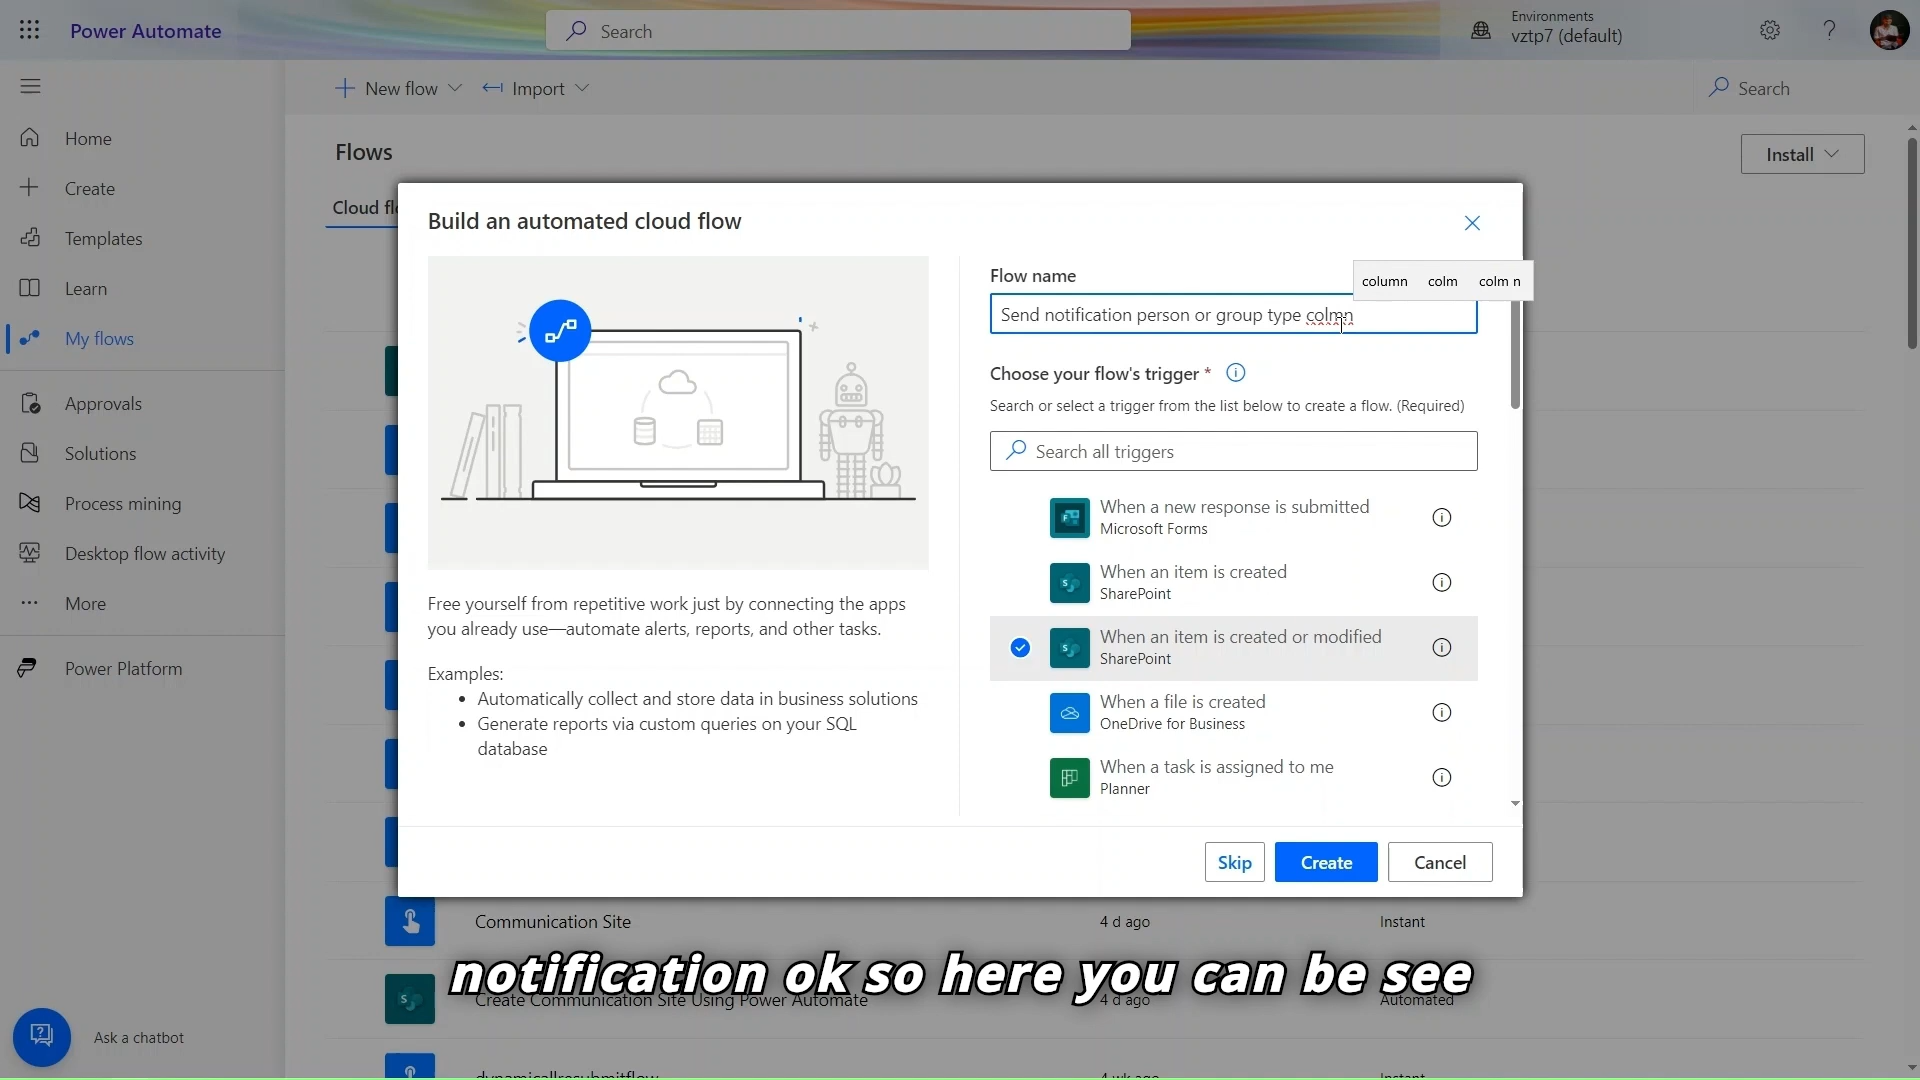 Power Automate
Search
Environments
vztp7 (default)
New flow
Import
Search
Home
Create
Templates
Learn
My flows
Approvals
Solutions
Process mining
Desktop flow activity
More
Power Platform
Ask a chatbot
Flows
Install
Cloud fl
Build an automated cloud flow
Free yourself from repetitive work just by connecting the apps
you already use—automate alerts, reports, and other tasks.
Examples:
• Automatically collect and store data in business solutions
• Generate reports via custom queries on your SQL
database
Flow name
column colm colm n
Send notification person or group type colmn
Choose your flow's trigger *
Search or select a trigger from the list below to create a flow. (Required)
Search all triggers
When a new response is submitted
Microsoft Forms
When an item is created
SharePoint
When an item is created or modified
SharePoint
When a file is created
OneDrive for Business
When a task is assigned to me
Planner
Skip
Create
Cancel
Communication Site 4 d ago Instant
notification ok so here you can be see
Create Communication Site Using Power Automate 4 d ago Automated
dynamicallresubmitflow 4 wk ago Instant